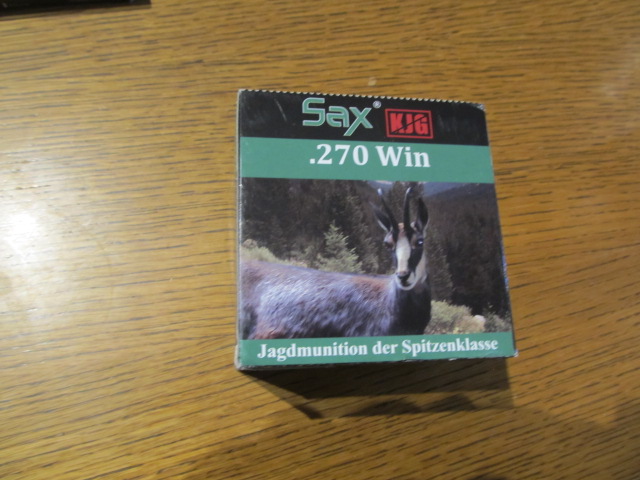 Sax® KJG
.270 Win
Jagdmunition der Spitzenklasse